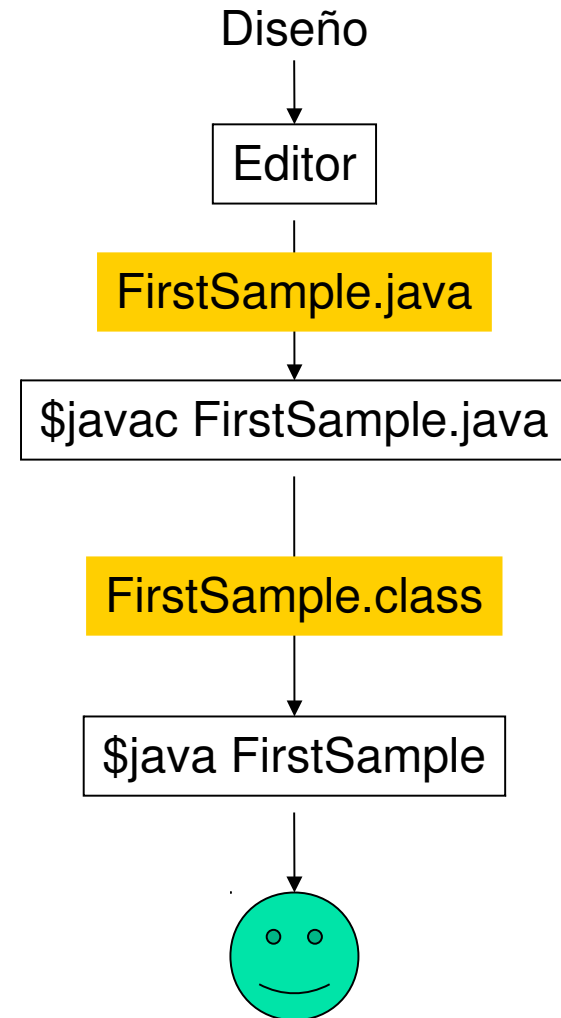 Diseño
Editor
FirstSample.java
$javac FirstSample.java
FirstSample.class
$java FirstSample